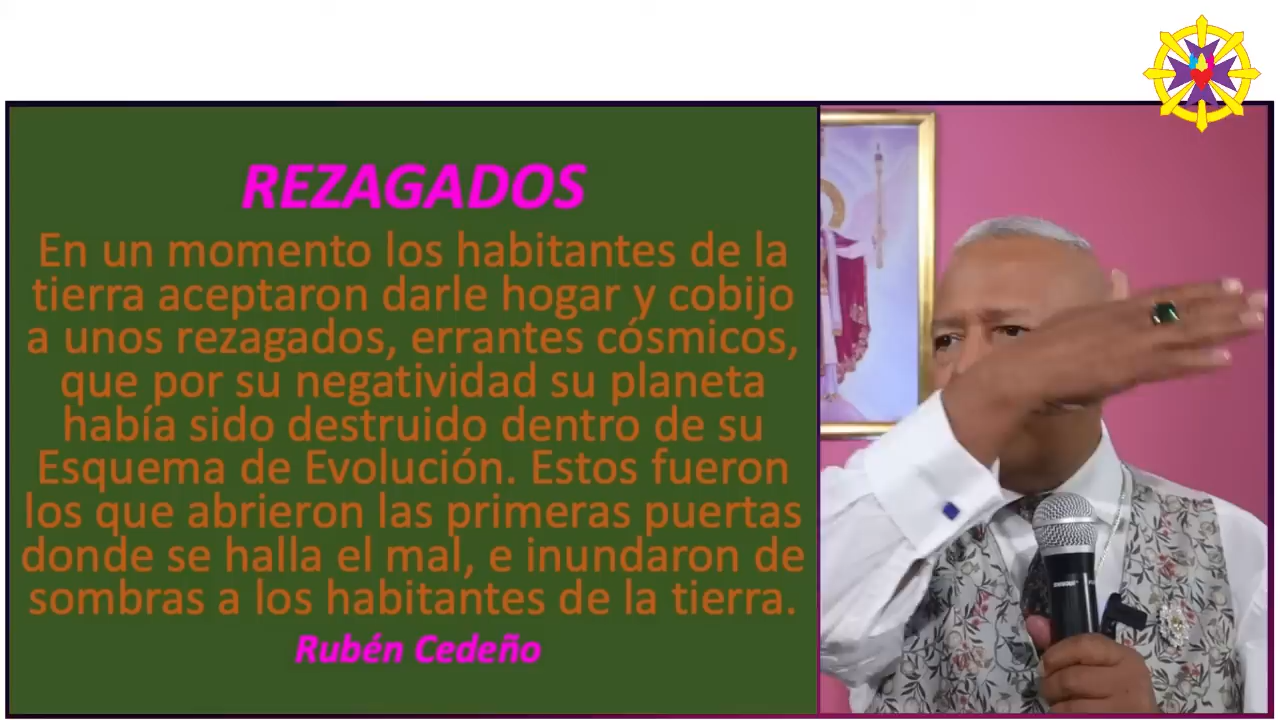 REZAGADOS
En un momento los habitantes de la
tierra aceptaron darle hogar y cobijo
a unos rezagados, errantes cósmicos,
que por su negatividad su planeta
había sido destruido dentro de su
Esquema de Evolución. Estos fueron
los que abrieron las primeras puertas
donde se halla el mal, e inundaron de
sombras a los habitantes de la tierra.
Rubén Cedeño